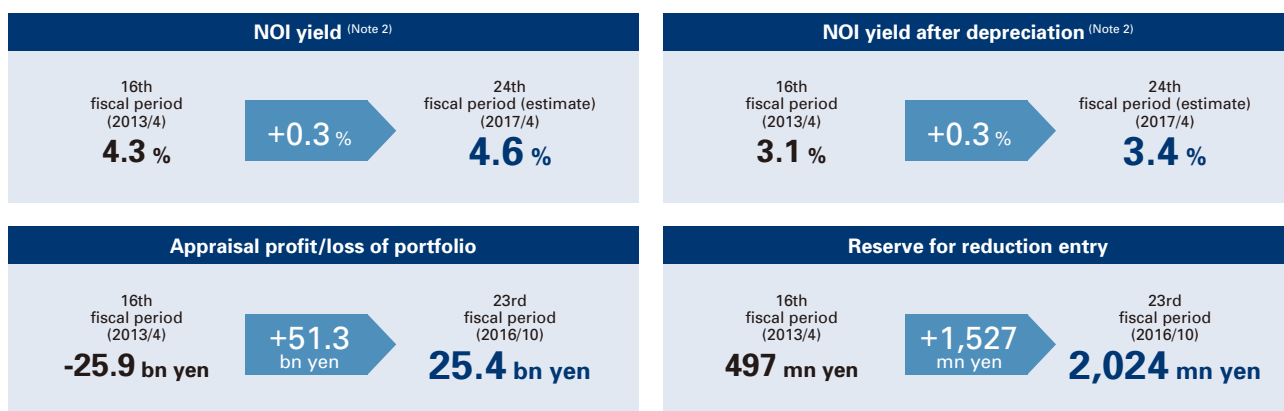 NOI yield (Note 2)
16th
fiscal period
(2013/4)
4.3 %
+0.3 %
24th
fiscal period (estimate)
(2017/4)
4.6 %
NOI yield after depreciation (Note 2)
16th
fiscal period
(2013/4)
3.1 %
+0.3 %
24th
fiscal period (estimate)
(2017/4)
3.4 %
Appraisal profit/loss of portfolio
16th
fiscal period
(2013/4)
-25.9 bn yen
+51.3
bn yen
23rd
fiscal period
(2016/10)
25.4 bn yen
Reserve for reduction entry
16th
fiscal period
(2013/4)
497 mn yen
+1,527
mn yen
23rd
fiscal period
(2016/10)
2,024 mn yen